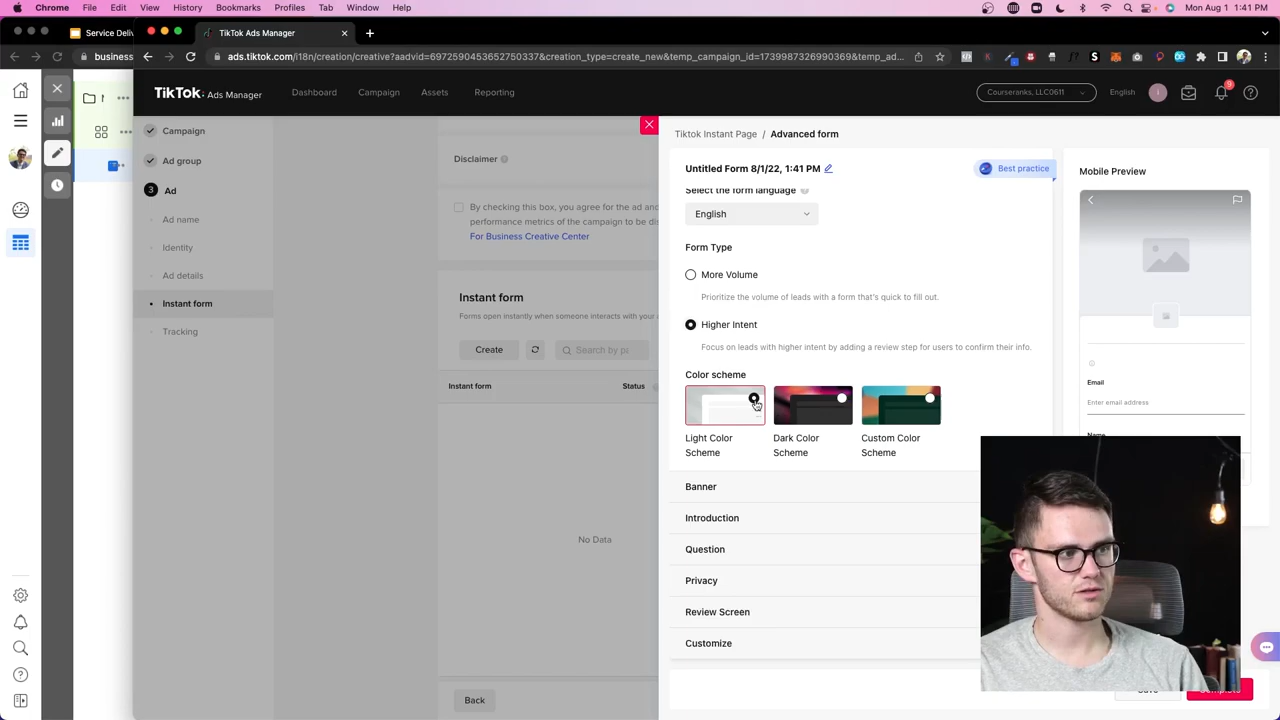 Chrome File Edit View History Bookmarks Profiles Tab Window Help
Mon Aug 1 1:41 PM
Service Deliv
TikTok Ads Manager
business
ads.tiktok.com/i18n/creation/creative?aadvid=6972590453652750337&creation_type=create_new&temp_campaign_id=1739987326990369&temp_ad...
TikTok: Ads Manager
Dashboard
Campaign
Assets
Reporting
Courseranks, LLC0611
English
9
Campaign
Ad group
3 Ad
Ad name
Identity
Ad details
Instant form
Tracking
Disclaimer
By checking this box, you agree for the ad and
performance metrics of the campaign to be dis
For Business Creative Center
Instant form
Forms open instantly when someone interacts with your
Create
Search by
Instant form
Status
No Data
Back
Tiktok Instant Page / Advanced form
Untitled Form 8/1/22, 1:41 PM
Best practice
Select the form language
English
Form Type
More Volume
Prioritize the volume of leads with a form that's quick to fill out.
Higher Intent
Focus on leads with higher intent by adding a review step for users to confirm their info.
Color scheme
Light Color
Scheme
Dark Color
Scheme
Custom Color
Scheme
Banner
Introduction
Question
Privacy
Review Screen
Customize
Mobile Preview
Email
Enter email address
Name
Save
Complete